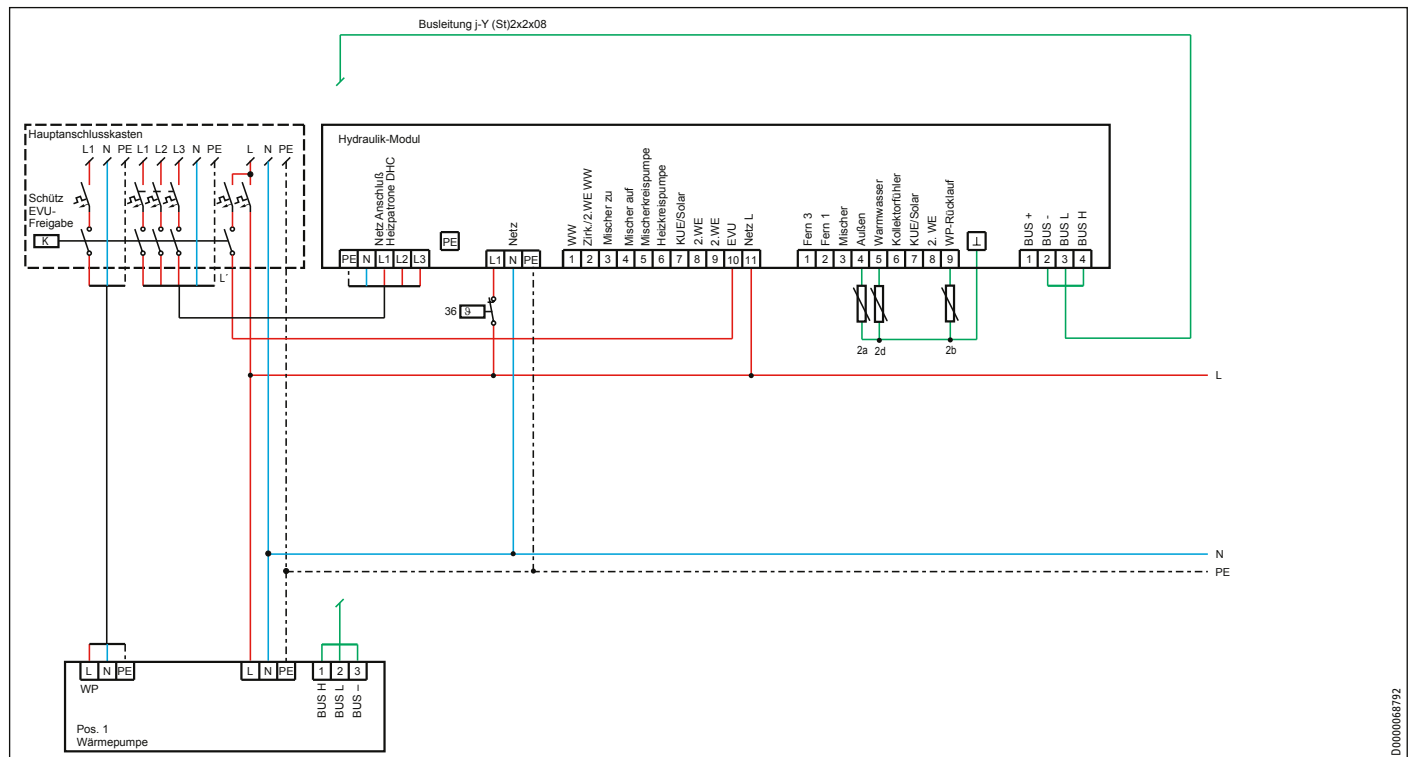 Busleitung j-Y (St)2x2x08
Hauptanschlusskasten
L1 N PE L1 L2 L3 N PE L N PE
Schütz
EVU-
Freigabe
K
L'
Hydraulik-Modul
Netz Anschluß
Heizpatrone DHC
PE N L1 L2 L3
PE
Netz
L1 N PE
36 ϑ
WW
Zirk./2.WE WW
Mischer zu
Mischer auf
Mischerkreispumpe
Heizkreispumpe
KUE/Solar
2.WE
2.WE
EVU
Netz L
1 2 3 4 5 6 7 8 9 10 11
Fern 3
Fern 1
Mischer
Außen
Warmwasser
Kollektorfühler
KUE/Solar
2. WE
WP-Rücklauf
1 2 3 4 5 6 7 8 9
2a 2d 2b
BUS +
BUS -
BUS L
BUS H
1 2 3 4
L
N
PE
L N PE
WP
L N PE
1 2 3
BUS H
BUS L
BUS –
Pos. 1
Wärmepumpe
D0000068792